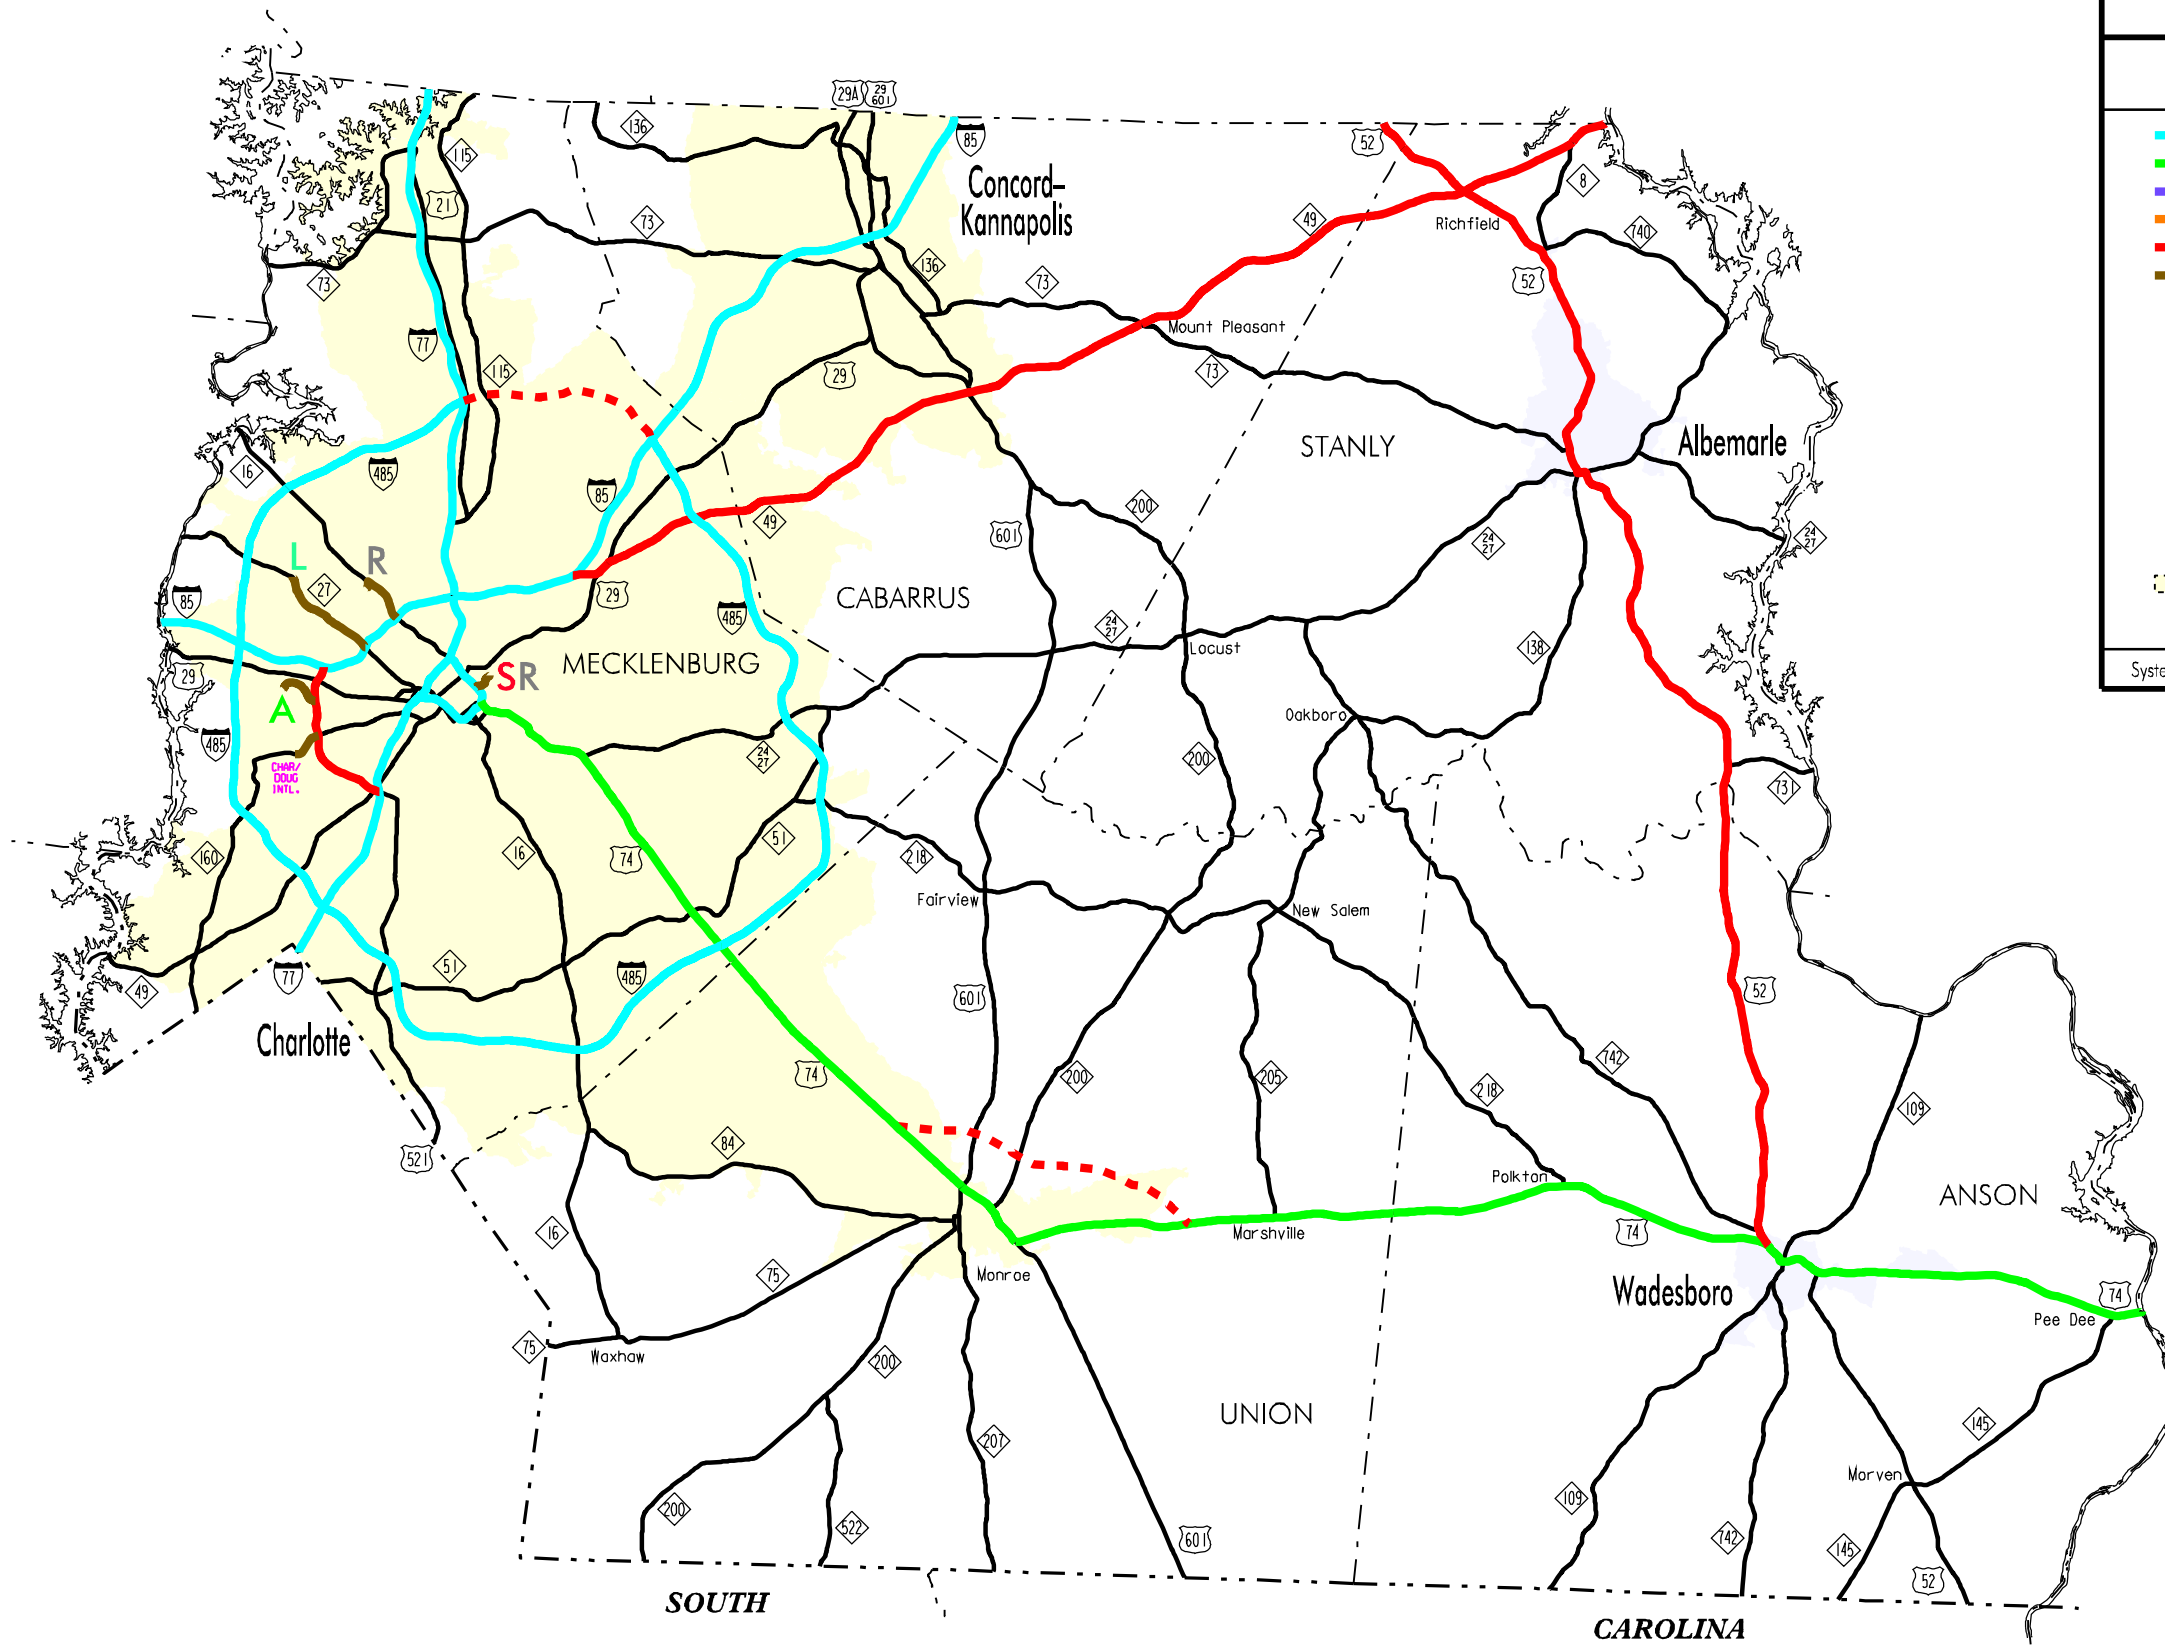 29A
29
601
136
85
52
115
Concord–
Kannapolis
8
21
73
49
Richfield
740
136
73
73
52
Mount Pleasant
77
115
29
73
STANLY
Albemarle
16
485
85
49
200
601
24
27
24
27
L
R
27
85
29
CABARRUS
485
24
27
138
Locust
MECKLENBURG
SR
29
A
Oakboro
485
24
27
200
CHAR/
DOUG
INTL.
731
Syste
160
16
74
51
218
Fairview
New Salem
51
485
49
77
601
52
Charlotte
74
200
205
742
218
109
521
84
Polkton
ANSON
16
Marshville
74
75
Monroe
Wadesboro
74
Pee Dee
75
Waxhaw
200
UNION
207
145
Morven
200
522
601
109
742
145
52
SOUTH
CAROLINA